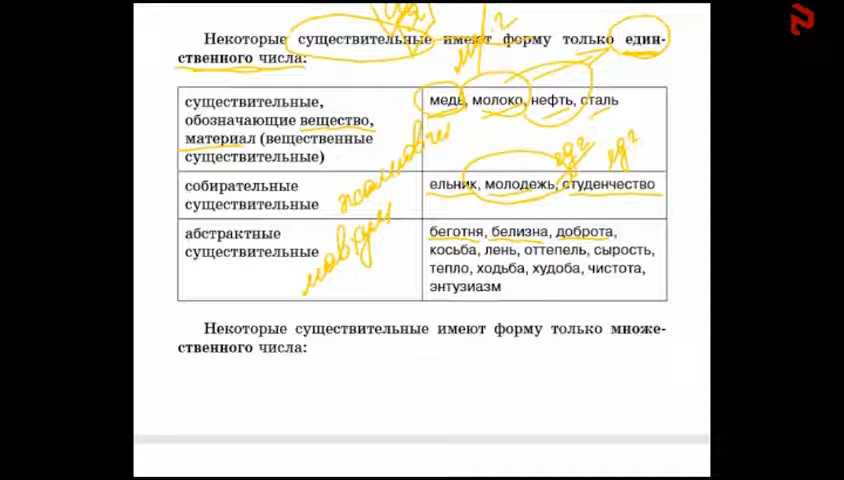 Некоторые существительные имеют форму только един-
ственного числа:
существительные,
обозначающие вещество,
материал (вещественные
существительные)
медь, молоко, нефть, сталь
собирательные
существительные
ельник, молодежь, студенчество
абстрактные
существительные
беготня, белизна, доброта,
косьба, лень, оттепель, сырость,
тепло, ходьба, худоба, чистота,
энтузиазм
Некоторые существительные имеют форму только множе-
ственного числа: